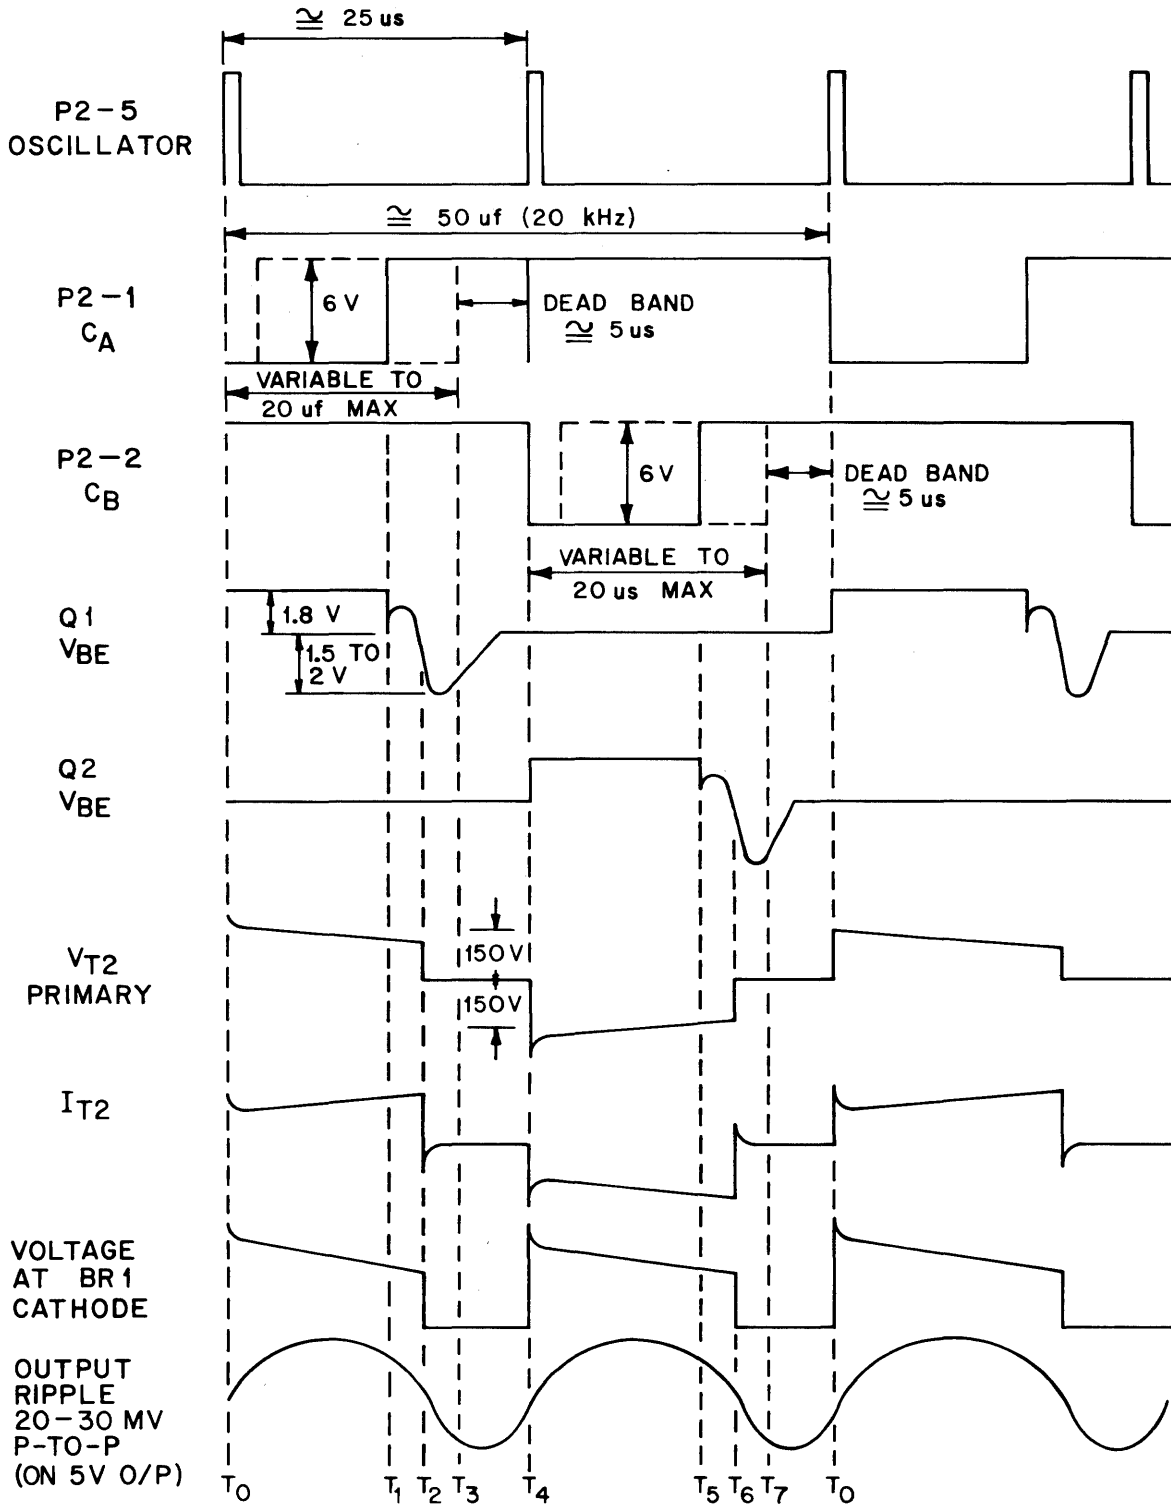 ≅ 25 us
P2-5
OSCILLATOR
≅ 50 uf (20 kHz)
P2-1
CA
6 V
DEAD BAND
≅ 5 us
VARIABLE TO
20 uf MAX
P2-2
CB
6 V
DEAD BAND
≅ 5 us
VARIABLE TO
20 us MAX
Q1
VBE
1.8 V
1.5 TO
2 V
Q2
VBE
VT2
PRIMARY
150 V
150 V
IT2
VOLTAGE
AT BR1
CATHODE
OUTPUT
RIPPLE
20-30 MV
P-TO-P
(ON 5V O/P)
T0 T1 T2 T3 T4 T5 T6 T7 T0